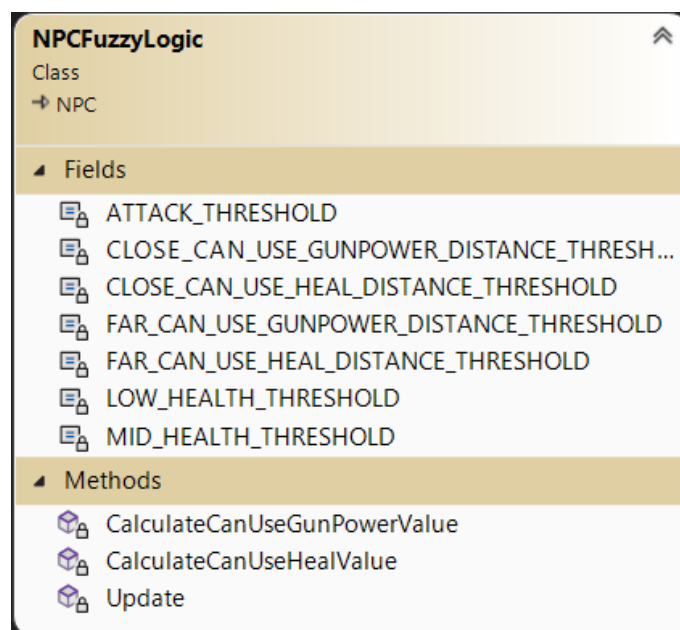 NPCFuzzyLogic
Class
NPC
Fields
ATTACK_THRESHOLD
CLOSE_CAN_USE_GUNPOWER_DISTANCE_THRESH...
CLOSE_CAN_USE_HEAL_DISTANCE_THRESHOLD
FAR_CAN_USE_GUNPOWER_DISTANCE_THRESHOLD
FAR_CAN_USE_HEAL_DISTANCE_THRESHOLD
LOW_HEALTH_THRESHOLD
MID_HEALTH_THRESHOLD
Methods
CalculateCanUseGunPowerValue
CalculateCanUseHealValue
Update